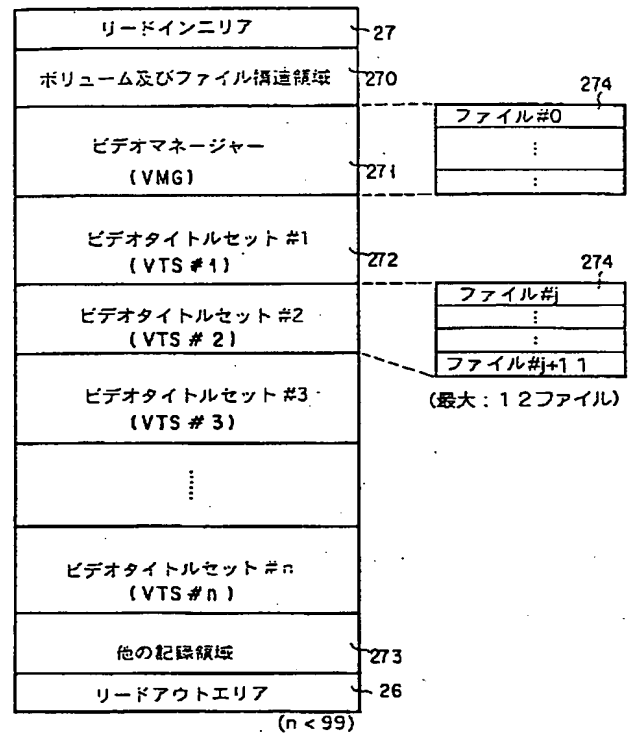 リードインニリア
27
ボリューム及びファイル構造領域
270
ビデオマネージャー
(VMG)
271
274
ファイル#0
⋮
:
ビデオタイトルセット #1
(VTS #1)
272
ビデオタイトルセット #2
(VTS # 2)
274
ファイル#j
⋮
:
ファイル#j+1 1
(最大:12ファイル)
ビデオタイトルセット #3
(VTS # 3)
⋮
ビデオタイトルセット #n
(VTS #n)
他の記録領域
273
リードアウトエリア
26
(n < 99)